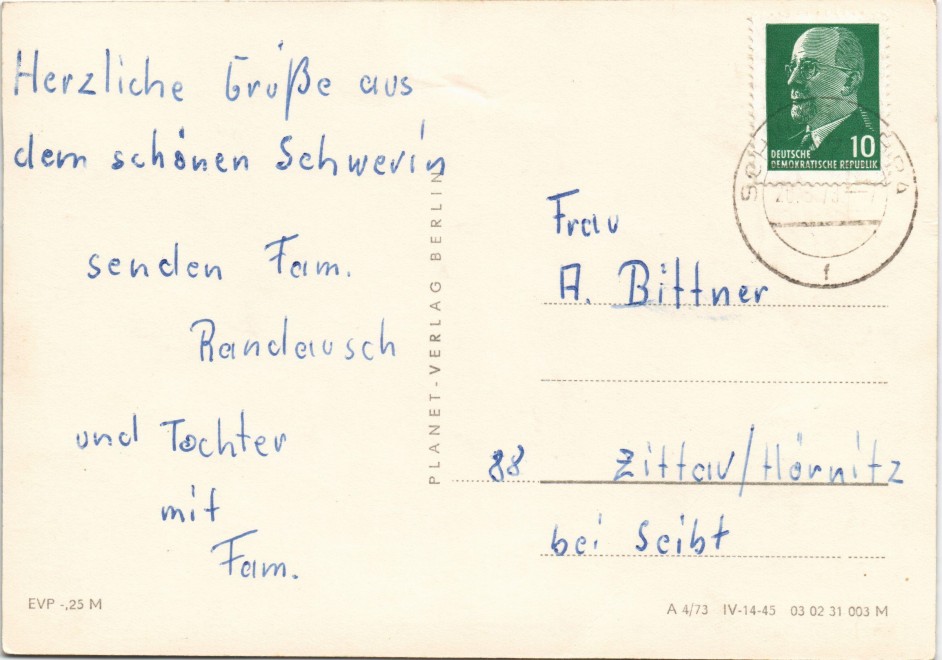 Herzliche Grüße aus
dem schönen Schwerin
senden Fam.
Randausch
und Tochter
mit
Fam.
EVP -,25 M
PLANET-VERLAG BERLIN
10
DEUTSCHE
DEMOKRATISCHE REPUBLIK
f
Frau
A. Bittner
88 Zittau/Hörnitz
bei Seibt
A 4/73 IV-14-45 03 02 31 003 M